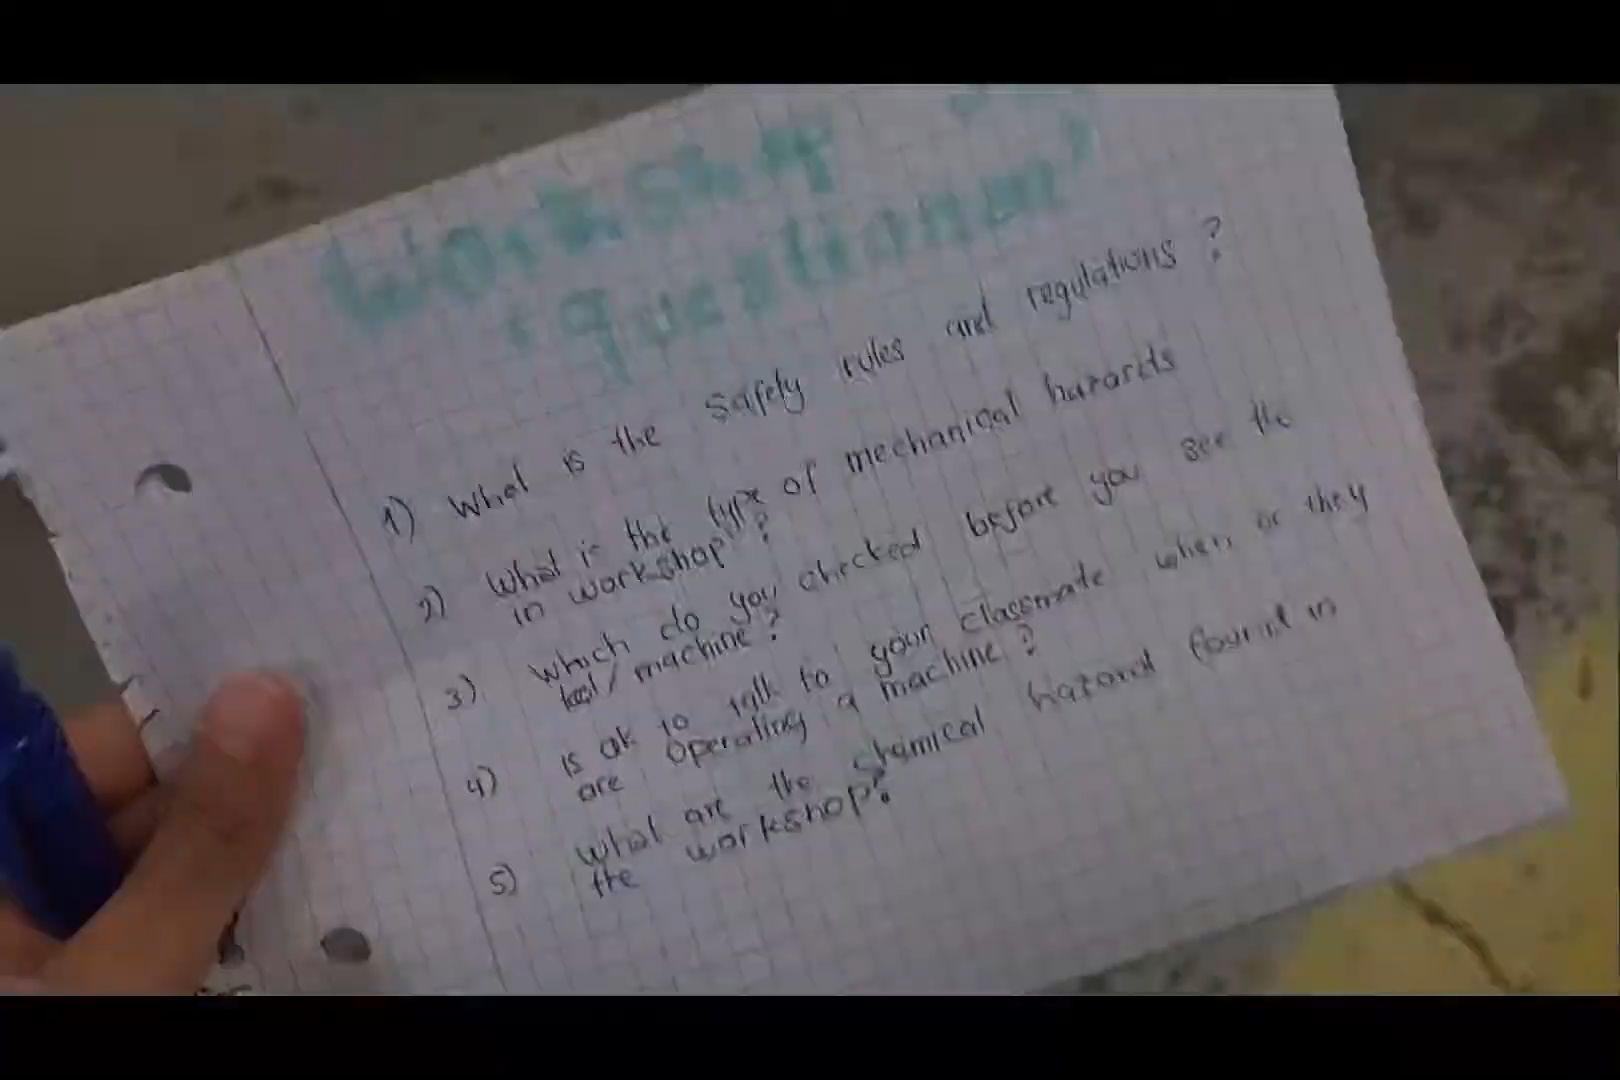 Workshop
questionn
1) What is the safety rules and regulations ?
2) What is the type of mechanical hazards
in workshop ?
3) Which do you checked before you see the
tool/machine ?
4) is ok to talk to your classmate when or they
are operating a machine ?
5) What are the chamical hazard found in
the workshop?